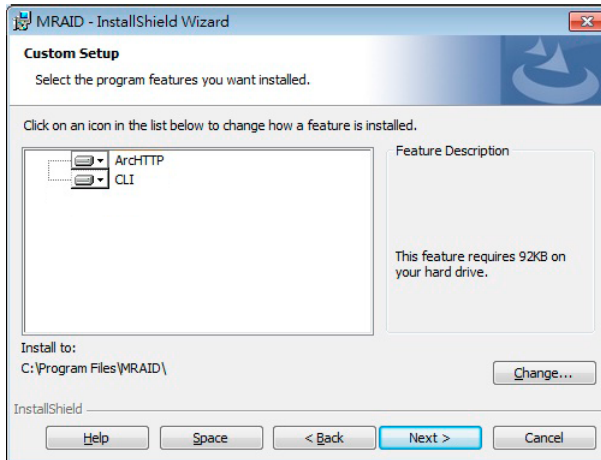 MRAID - InstallShield Wizard
Custom Setup
Select the program features you want installed.
Click on an icon in the list below to change how a feature is installed.
ArcHTTP
CLI
Feature Description
This feature requires 92KB on
your hard drive.
Install to:
C:\Program Files\MRAID\
Change...
InstallShield
Help
Space
< Back
Next >
Cancel